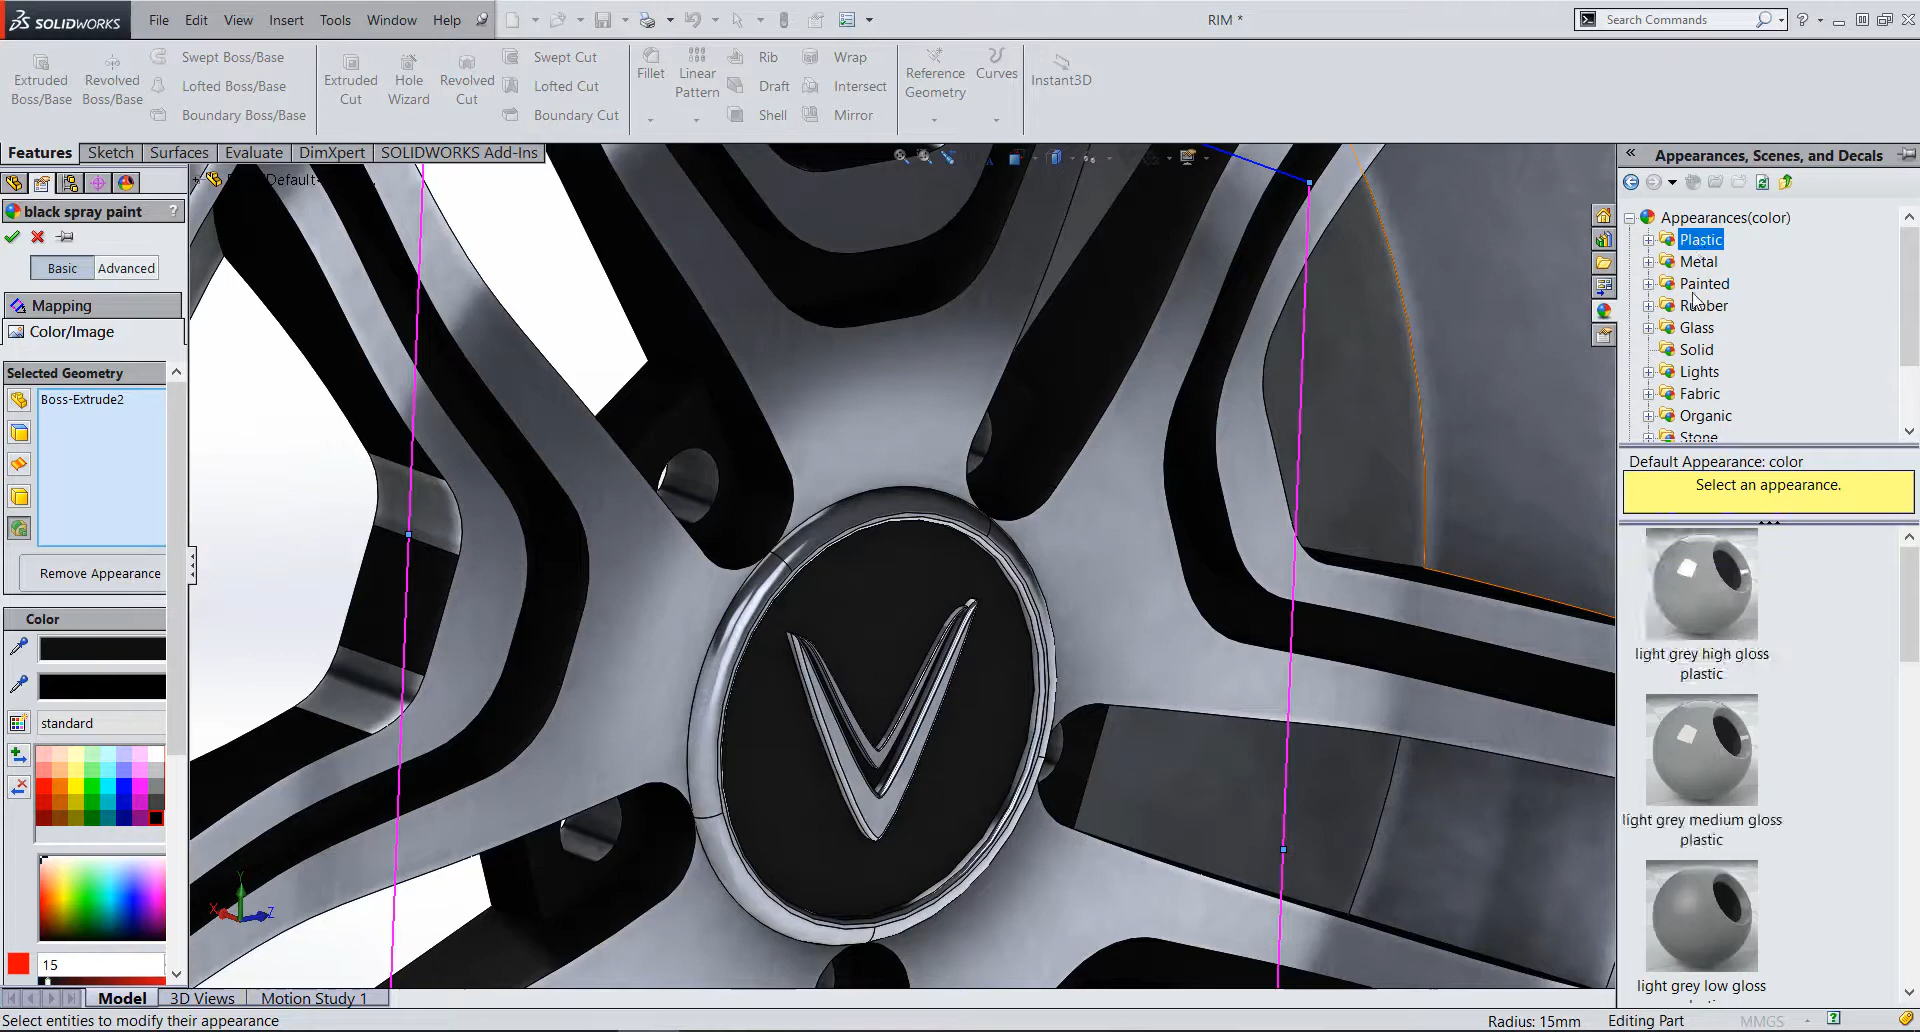 SOLIDWORKS File Edit View Insert Tools Window Help RIM * Search Commands ?
Extruded Boss/Base
Revolved Boss/Base
Swept Boss/Base
Lofted Boss/Base
Boundary Boss/Base
Extruded Cut
Hole Wizard
Revolved Cut
Swept Cut
Lofted Cut
Boundary Cut
Fillet
Linear Pattern
Rib
Draft
Shell
Wrap
Intersect
Mirror
Reference Geometry
Curves
Instant3D
Features Sketch Surfaces Evaluate DimXpert SOLIDWORKS Add-Ins
black spray paint ?
Basic Advanced
Mapping
Color/Image
Selected Geometry
Boss-Extrude2
Remove Appearance
Color
standard
15
Y
X
Z
Appearances, Scenes, and Decals
Appearances(color)
Plastic
Metal
Painted
Rubber
Glass
Solid
Lights
Fabric
Organic
Stone
Default Appearance: color
Select an appearance.
light grey high gloss
plastic
light grey medium gloss
plastic
light grey low gloss
Model 3D Views Motion Study 1
Select entities to modify their appearance Radius: 15mm Editing Part MMGS ?